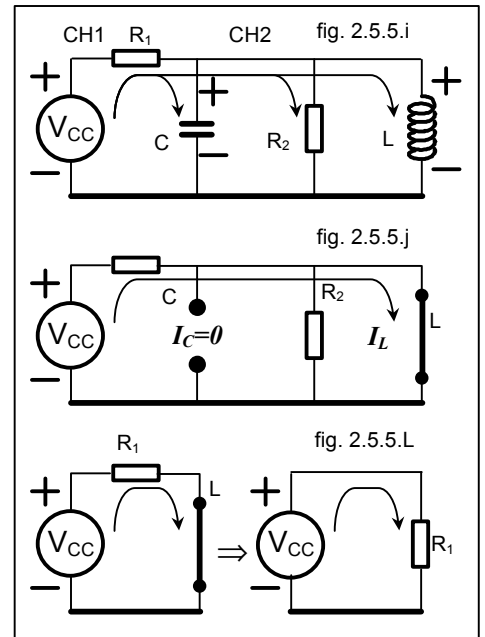 CH1 R1 CH2 fig. 2.5.5.i
+ + +
VCC C R2 L
− − −
fig. 2.5.5.j
+ C R2 L
VCC IC=0 IL
−
R1 fig. 2.5.5.L
+ L +
VCC ⇒ VCC R1
− −